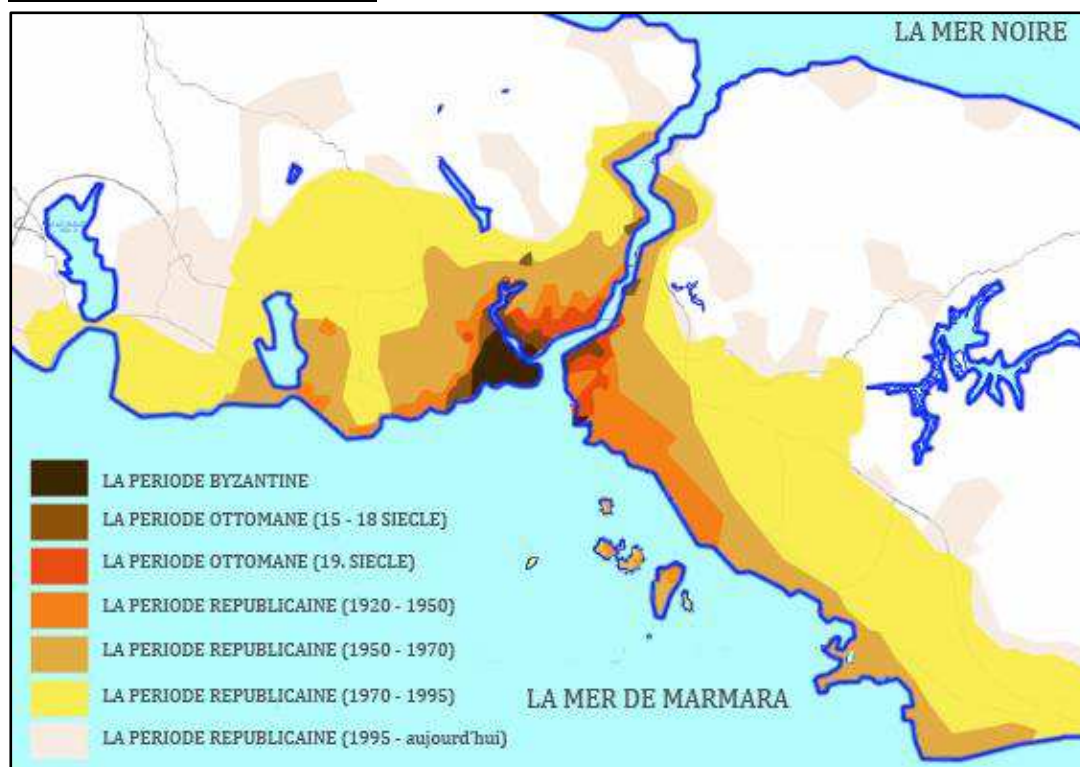 LA MER NOIRE
LA PERIODE BYZANTINE
LA PERIODE OTTOMANE (15 - 18 SIECLE)
LA PERIODE OTTOMANE (19. SIECLE)
LA PERIODE REPUBLICAINE (1920 - 1950)
LA PERIODE REPUBLICAINE (1950 - 1970)
LA PERIODE REPUBLICAINE (1970 - 1995)
LA PERIODE REPUBLICAINE (1995 - aujourd'hui)
LA MER DE MARMARA